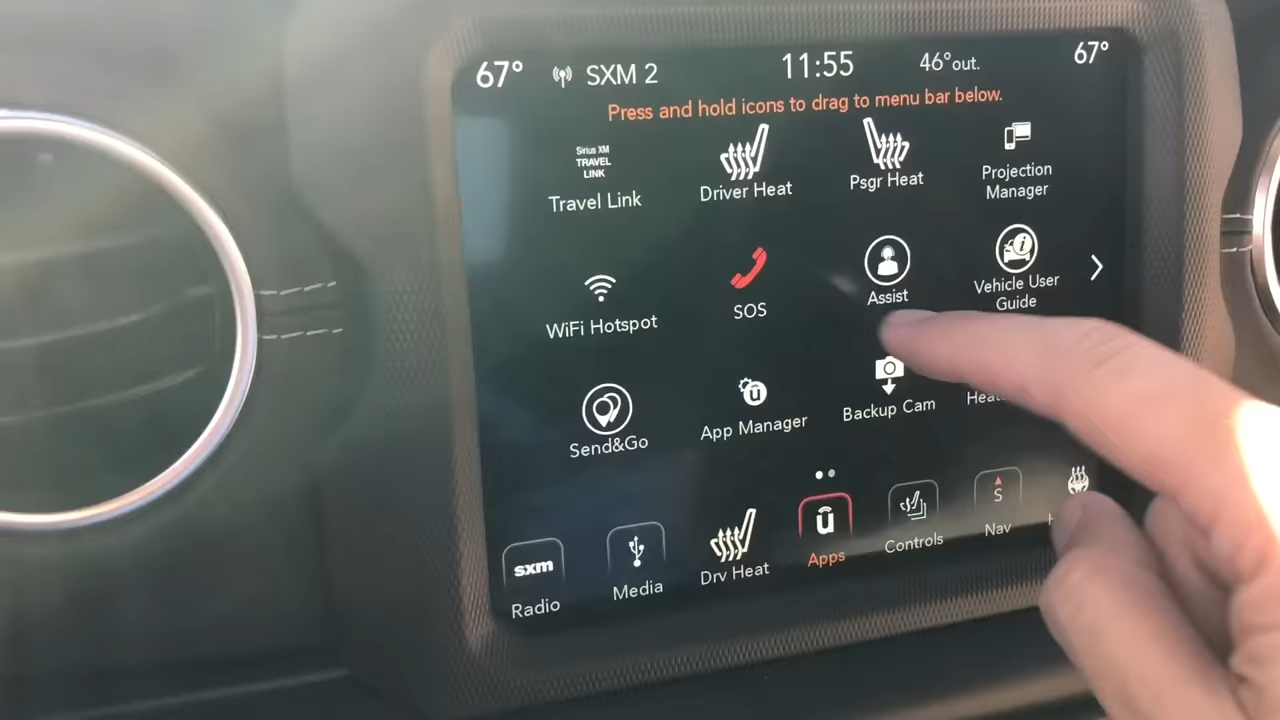 67° SXM 2 11:55 46°out. 67°
Press and hold icons to drag to menu bar below.
Sirius XM
TRAVEL
LINK
Travel Link
Driver Heat
Psgr Heat
Projection
Manager
WiFi Hotspot
SOS
Assist
i
Vehicle User
Guide
Send&Go
u
App Manager
Backup Cam
sxm
Radio
Media
Drv Heat
u
Apps
Controls
S
Nav